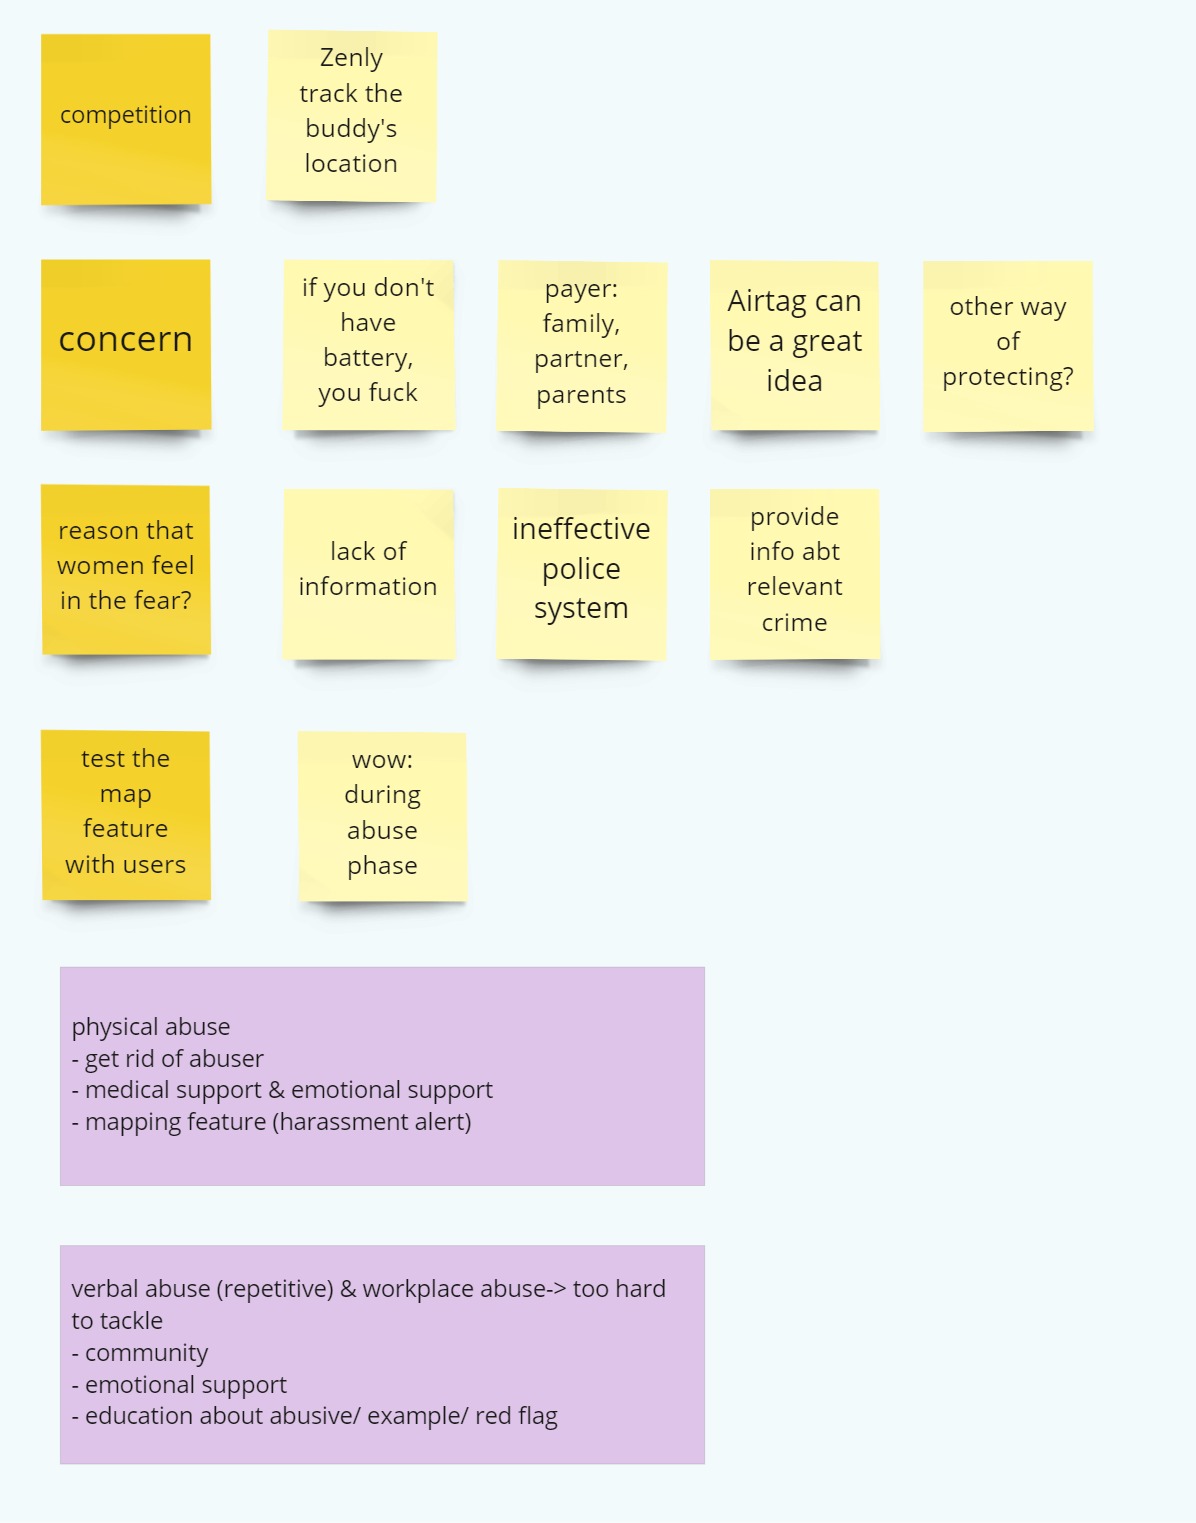 competition
Zenly
track the
buddy's
location
concern
if you don't
have
battery,
you fuck
payer:
family,
partner,
parents
Airtag can
be a great
idea
other way
of
protecting?
reason that
women feel
in the fear?
lack of
information
ineffective
police
system
provide
info abt
relevant
crime
test the
map
feature
with users
wow:
during
abuse
phase
physical abuse
- get rid of abuser
- medical support & emotional support
- mapping feature (harassment alert)
verbal abuse (repetitive) & workplace abuse-> too hard
to tackle
- community
- emotional support
- education about abusive/ example/ red flag